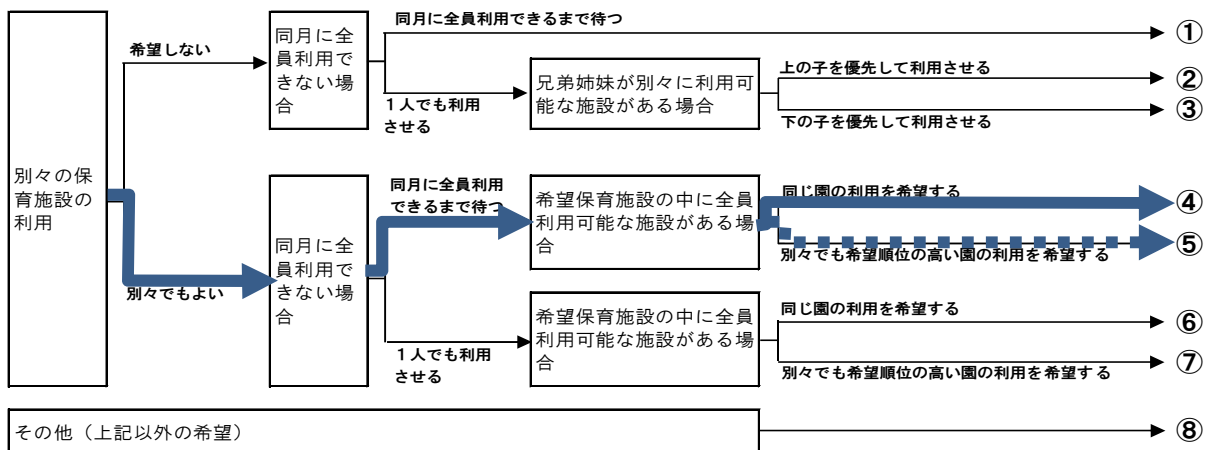 別々の保
育施設の
利用
希望しない
別々でもよい
同月に全
員利用で
きない場
合
同月に全員利用できるまで待つ
①
１人でも利用
させる
兄弟姉妹が別々に利用可
能な施設がある場合
上の子を優先して利用させる
②
③
下の子を優先して利用させる
同月に全
員利用で
きない場
合
同月に全員利用
できるまで待つ
希望保育施設の中に全員
利用可能な施設がある場
合
同じ園の利用を希望する
④
⑤
別々でも希望順位の高い園の利用を希望する
１人でも利用
させる
希望保育施設の中に全員
利用可能な施設がある場
合
同じ園の利用を希望する
⑥
⑦
別々でも希望順位の高い園の利用を希望する
その他（上記以外の希望）
⑧